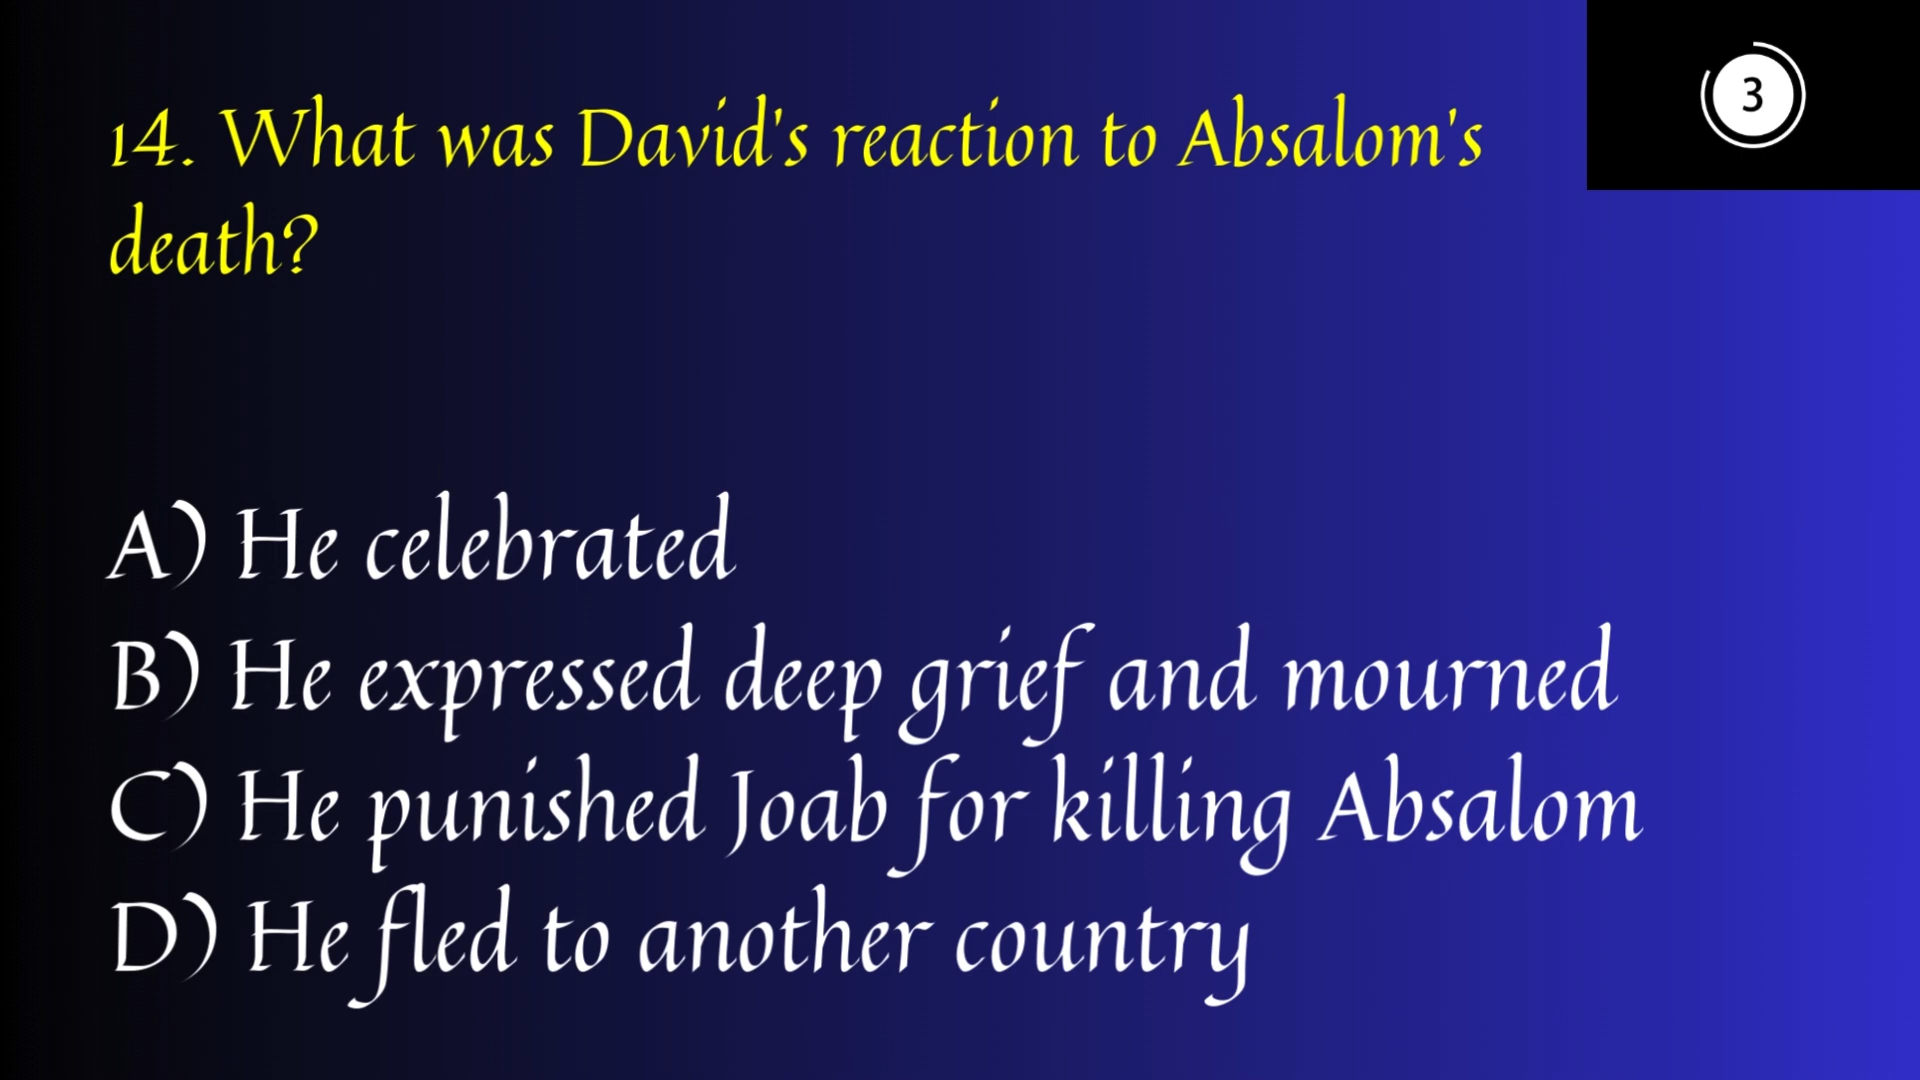 14. What was David's reaction to Absalom's
death?
3
A) He celebrated
B) He expressed deep grief and mourned
C) He punished Joab for killing Absalom
D) He fled to another country